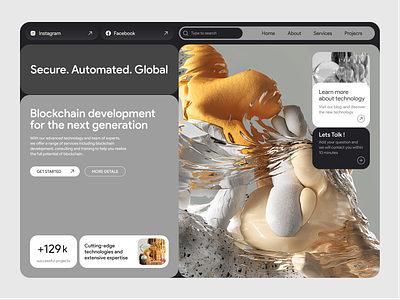 Instagram
Facebook
Type to search
Home
About
Services
Projecrs
Secure. Automated. Global
Blockchain development
for the next generation
With our advanced technology and team of experts,
we offer a range of services including blockchain
development, consulting and training to help you realize
the full potential of blockchain.
GET STARTED
MORE DETAILS
+129 k
successful projects
Cutting-edge
technologies and
extensive expertise
Learn more
about technology
Visit our blog, and discover
the new technology
Lets Tolk !
Add your question and
we will contact you within
10 minutes